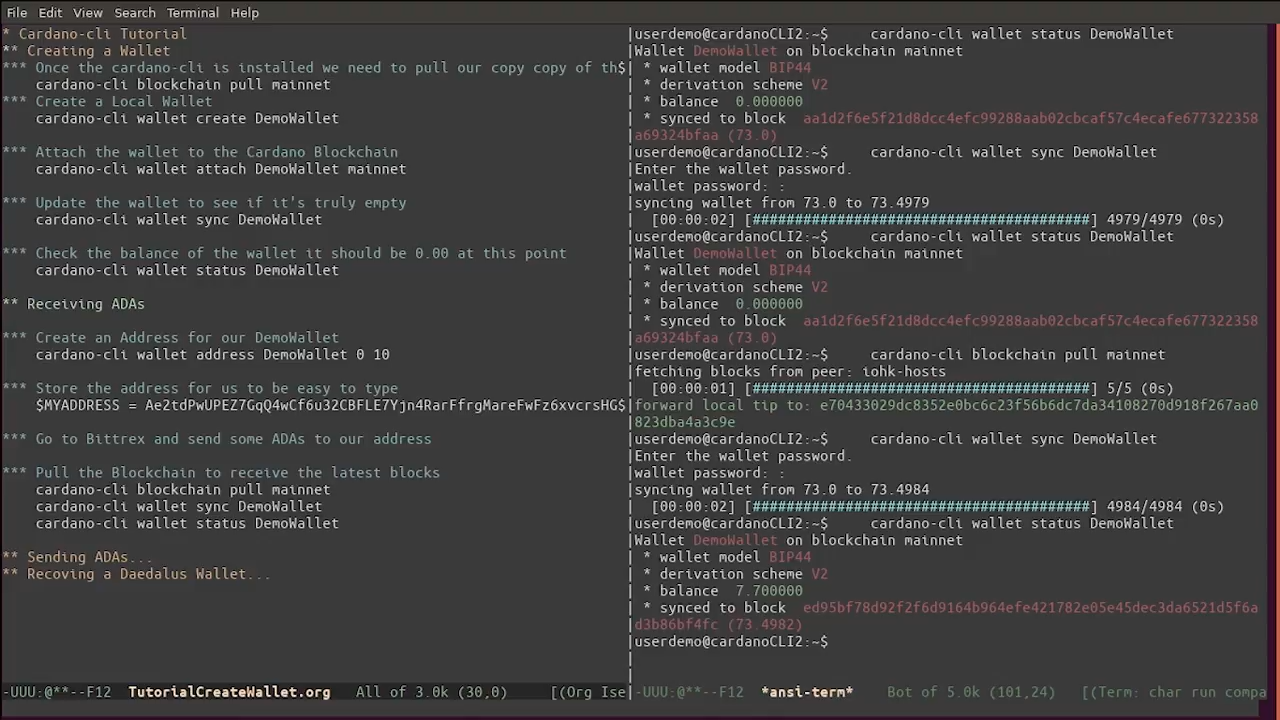 File Edit View Search Terminal Help
* Cardano-cli Tutorial
** Creating a Wallet
*** Once the cardano-cli is installed we need to pull our copy copy of th$
cardano-cli blockchain pull mainnet
*** Create a Local Wallet
cardano-cli wallet create DemoWallet
*** Attach the wallet to the Cardano Blockchain
cardano-cli wallet attach DemoWallet mainnet
*** Update the wallet to see if it's truly empty
cardano-cli wallet sync DemoWallet
*** Check the balance of the wallet it should be 0.00 at this point
cardano-cli wallet status DemoWallet
** Receiving ADAs
*** Create an Address for our DemoWallet
cardano-cli wallet address DemoWallet 0 10
*** Store the address for us to be easy to type
$MYADDRESS = Ae2tdPwUPEZ7GqQ4wCf6u32CBFLE7Yjn4RarFfrgMareFwFz6xvcrsHG$
*** Go to Bittrex and send some ADAs to our address
*** Pull the Blockchain to receive the latest blocks
cardano-cli blockchain pull mainnet
cardano-cli wallet sync DemoWallet
cardano-cli wallet status DemoWallet
** Sending ADAs...
** Recoving a Daedalus Wallet...
-UUU:@**--F12 TutorialCreateWallet.org All of 3.0k (30,0) [(Org Ise
|userdemo@cardanoCLI2:~$ cardano-cli wallet status DemoWallet
|Wallet DemoWallet on blockchain mainnet
| * wallet model BIP44
| * derivation scheme V2
| * balance 0.000000
| * synced to block aa1d2f6e5f21d8dcc4efc99288aab02cbcaf57c4ecafe677322358
|a69324bfaa (73.0)
|userdemo@cardanoCLI2:~$ cardano-cli wallet sync DemoWallet
|Enter the wallet password.
|wallet password: :
|syncing wallet from 73.0 to 73.4979
| [00:00:02] [########################################] 4979/4979 (0s)
|userdemo@cardanoCLI2:~$ cardano-cli wallet status DemoWallet
|Wallet DemoWallet on blockchain mainnet
| * wallet model BIP44
| * derivation scheme V2
| * balance 0.000000
| * synced to block aa1d2f6e5f21d8dcc4efc99288aab02cbcaf57c4ecafe677322358
|a69324bfaa (73.0)
|userdemo@cardanoCLI2:~$ cardano-cli blockchain pull mainnet
|fetching blocks from peer: iohk-hosts
| [00:00:01] [########################################] 5/5 (0s)
|forward local tip to: e70433029dc8352e0bc6c23f56b6dc7da34108270d918f267aa0
|823dba4a3c9e
|userdemo@cardanoCLI2:~$ cardano-cli wallet sync DemoWallet
|Enter the wallet password.
|wallet password: :
|syncing wallet from 73.0 to 73.4984
| [00:00:02] [########################################] 4984/4984 (0s)
|userdemo@cardanoCLI2:~$ cardano-cli wallet status DemoWallet
|Wallet DemoWallet on blockchain mainnet
| * wallet model BIP44
| * derivation scheme V2
| * balance 7.700000
| * synced to block ed95bf78d92f2f6d9164b964efe421782e05e45dec3da6521d5f6a
|d3b86bf4fc (73.4982)
|userdemo@cardanoCLI2:~$
-UUU:@**--F12 *ansi-term* Bot of 5.0k (101,24) [(Term: char run compa